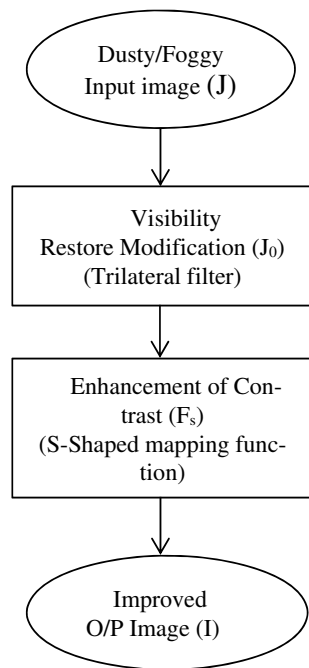 Dusty/Foggy
Input image (J)
Visibility
Restore Modification (J₀)
(Trilateral filter)
Enhancement of Con-
trast (Fₛ)
(S-Shaped mapping func-
tion)
Improved
O/P Image (I)